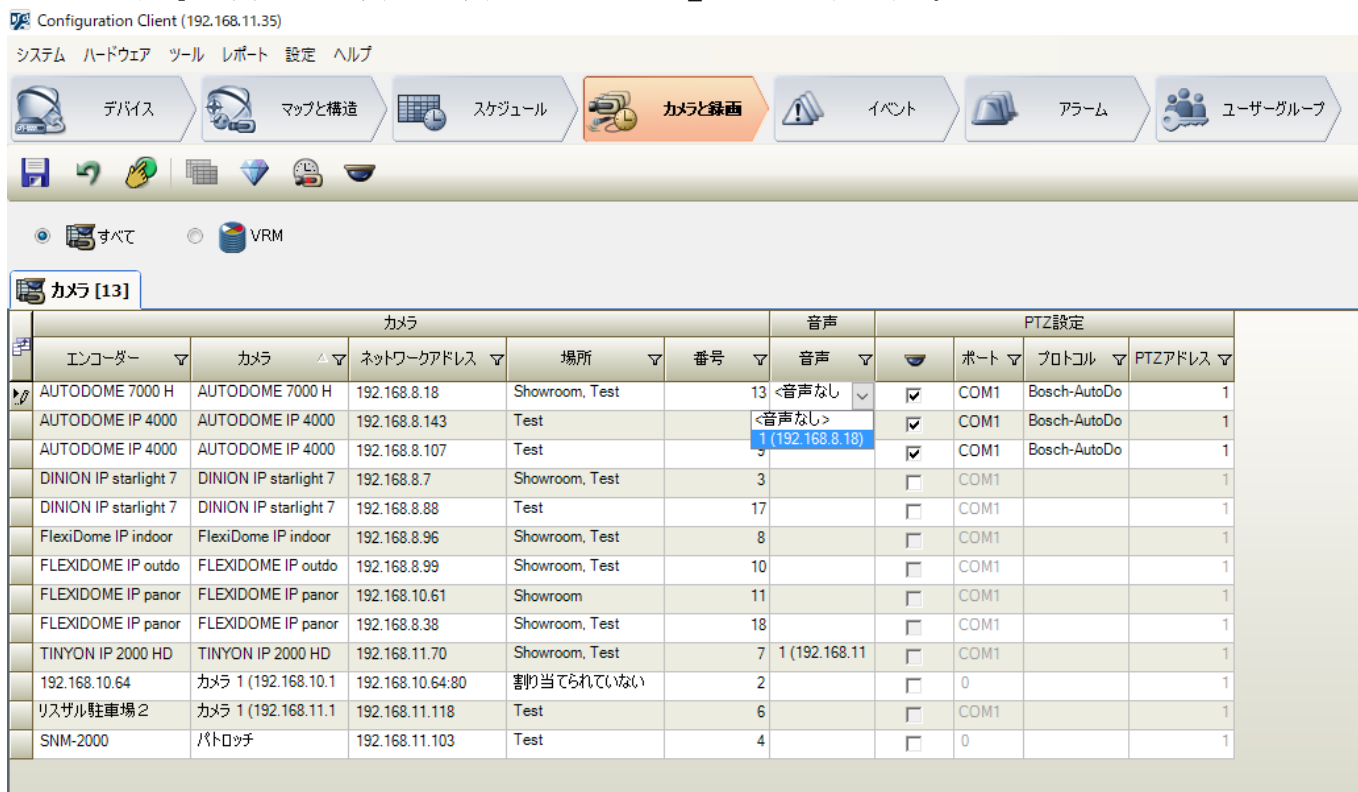 Configuration Client (192.168.11.35)
システム ハードウェア ツール レポート 設定 ヘルプ
デバイス マップと構造 スケジュール カメラと録画 イベント アラーム ユーザーグループ
すべて VRM
カメラ [13]
カメラ 音声 PTZ設定
エンコーダー カメラ ネットワークアドレス 場所 番号 音声 ポート プロトコル PTZアドレス
AUTODOME 7000 H AUTODOME 7000 H 192.168.8.18 Showroom, Test 13 <音声なし COM1 Bosch-AutoDo 1
AUTODOME IP 4000 AUTODOME IP 4000 192.168.8.143 Test <音声なし> COM1 Bosch-AutoDo 1
1 (192.168.8.18)
AUTODOME IP 4000 AUTODOME IP 4000 192.168.8.107 Test COM1 Bosch-AutoDo 1
DINION IP starlight 7 DINION IP starlight 7 192.168.8.7 Showroom, Test 3 COM1 1
DINION IP starlight 7 DINION IP starlight 7 192.168.8.88 Test 17 COM1 1
FlexiDome IP indoor FlexiDome IP indoor 192.168.8.96 Showroom, Test 8 COM1 1
FLEXIDOME IP outdo FLEXIDOME IP outdo 192.168.8.99 Showroom, Test 10 COM1 1
FLEXIDOME IP panor FLEXIDOME IP panor 192.168.10.61 Showroom 11 COM1 1
FLEXIDOME IP panor FLEXIDOME IP panor 192.168.8.38 Showroom, Test 18 COM1 1
TINYON IP 2000 HD TINYON IP 2000 HD 192.168.11.70 Showroom, Test 7 1 (192.168.11 COM1 1
192.168.10.64 カメラ 1 (192.168.10.1 192.168.10.64:80 割り当てられていない 2 0 1
リスザル駐車場2 カメラ 1 (192.168.11.1 192.168.11.118 Test 6 COM1 1
SNM-2000 パトロッチ 192.168.11.103 Test 4 0 1